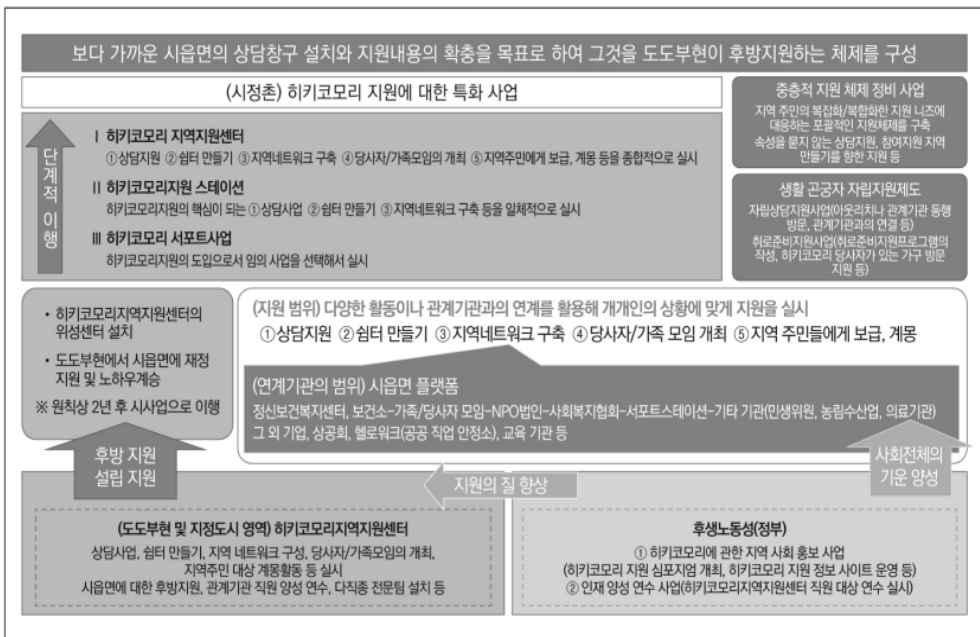 보다 가까운 시읍면의 상담창구 설치와 지원내용의 확충을 목표로 하여 그것을 도도부현이 후방지원하는 체제를 구성
(시정촌) 히키코모리 지원에 대한 특화 사업
단계적 이행
Ⅰ 히키코모리 지역지원센터
①상담지원 ②쉼터 만들기 ③지역네트워크 구축 ④당사자/가족모임의 개최 ⑤지역주민에게 보급, 계몽 등을 종합적으로 실시
Ⅱ 히키코모리지원 스테이션
히키코모리지원의 핵심이 되는 ①상담사업 ②쉼터 만들기 ③지역네트워크 구축 등을 일체적으로 실시
Ⅲ 히키코모리 서포트사업
히키코모리지원의 도입으로서 임의 사업을 선택해서 실시
중층적 지원 체제 정비 사업
지역 주민의 복잡화/복합화한 지원 니즈에
대응하는 포괄적인 지원체제를 구축
속성을 묻지 않는 상담지원, 참여지원 지역
만들기를 향한 지원 등
생활 곤궁자 자립지원제도
자립상담지원사업(아웃리치나 관계기관 동행
방문, 관계기관과의 연결 등)
취로준비지원사업(취로준비지원프로그램의
작성, 히키코모리 당사자가 있는 가구 방문
지원 등)
• 히키코모리지역지원센터의
위성센터 설치
• 도도부현에서 시읍면에 재정
지원 및 노하우계승
※ 원칙상 2년 후 시사업으로 이행
(지원 범위) 다양한 활동이나 관계기관과의 연계를 활용해 개개인의 상황에 맞게 지원을 실시
①상담지원 ②쉼터 만들기 ③지역네트워크 구축 ④당사자/가족 모임 개최 ⑤지역 주민들에게 보급, 계몽
(연계기관의 범위) 시읍면 플랫폼
정신보건복지센터, 보건소-가족/당사자 모임-NPO법인-사회복지협회-서포트스테이션-기타 기관(민생위원, 농림수산업, 의료기관)
그 외 기업, 상공회, 헬로워크(공공 직업 안정소), 교육 기관 등
후방 지원
설립 지원
지원의 질 향상
사회전체의
기운 양성
(도도부현 및 지정도시 영역) 히키코모리지역지원센터
상담사업, 쉼터 만들기, 지역 네트워크 구성, 당사자/가족모임의 개최,
지역주민 대상 계몽활동 등 실시
시읍면에 대한 후방지원, 관계기관 직원 양성 연수, 다직종 전문팀 설치 등
후생노동성(정부)
① 히키코모리에 관한 지역 사회 홍보 사업
(히키코모리 지원 심포지엄 개최, 히키코모리 지원 정보 사이트 운영 등)
② 인재 양성 연수 사업(히키코모리지역지원센터 직원 대상 연수 실시)